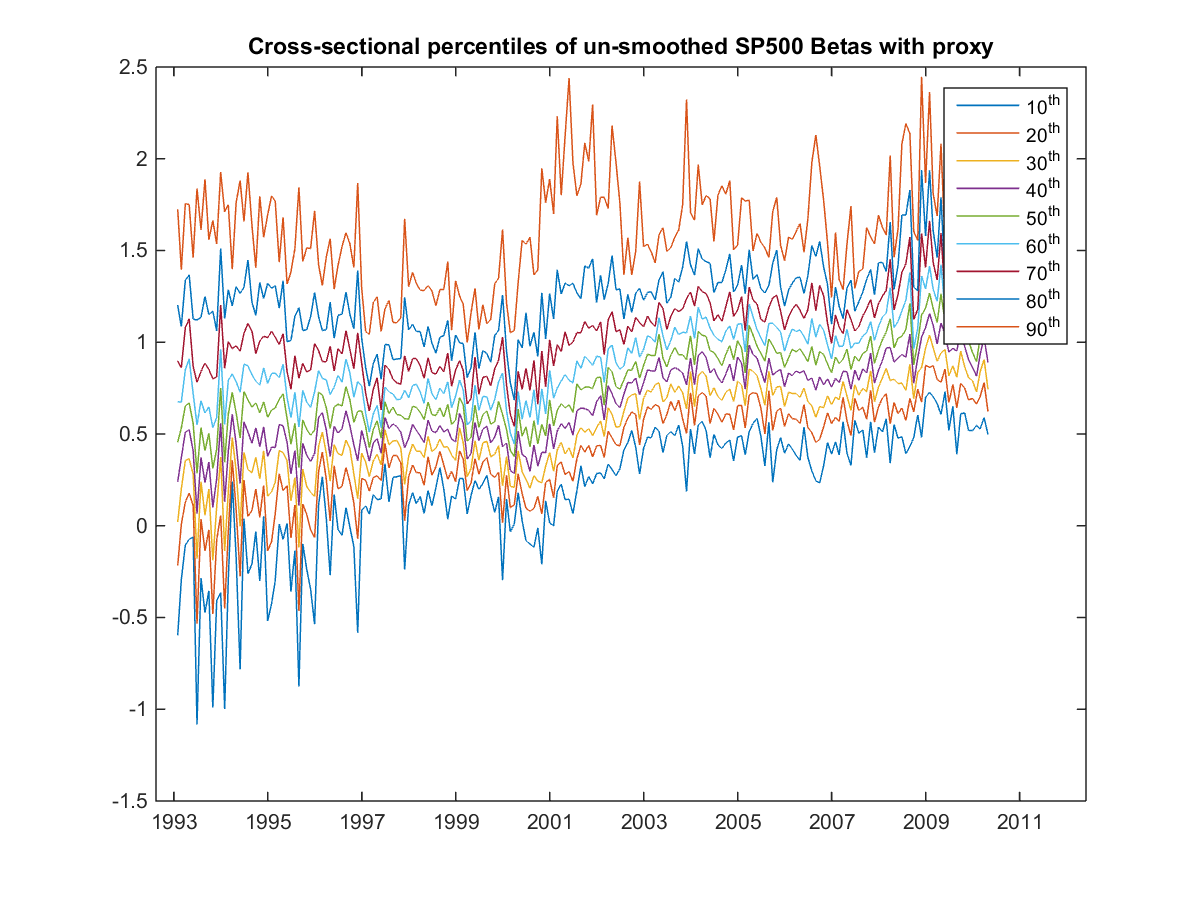 Cross-sectional percentiles of un-smoothed SP500 Betas with proxy
2.5
2
1.5
1
0.5
0
-0.5
-1
-1.5
1993 1995 1997 1999 2001 2003 2005 2007 2009 2011
10th
20th
30th
40th
50th
60th
70th
80th
90th